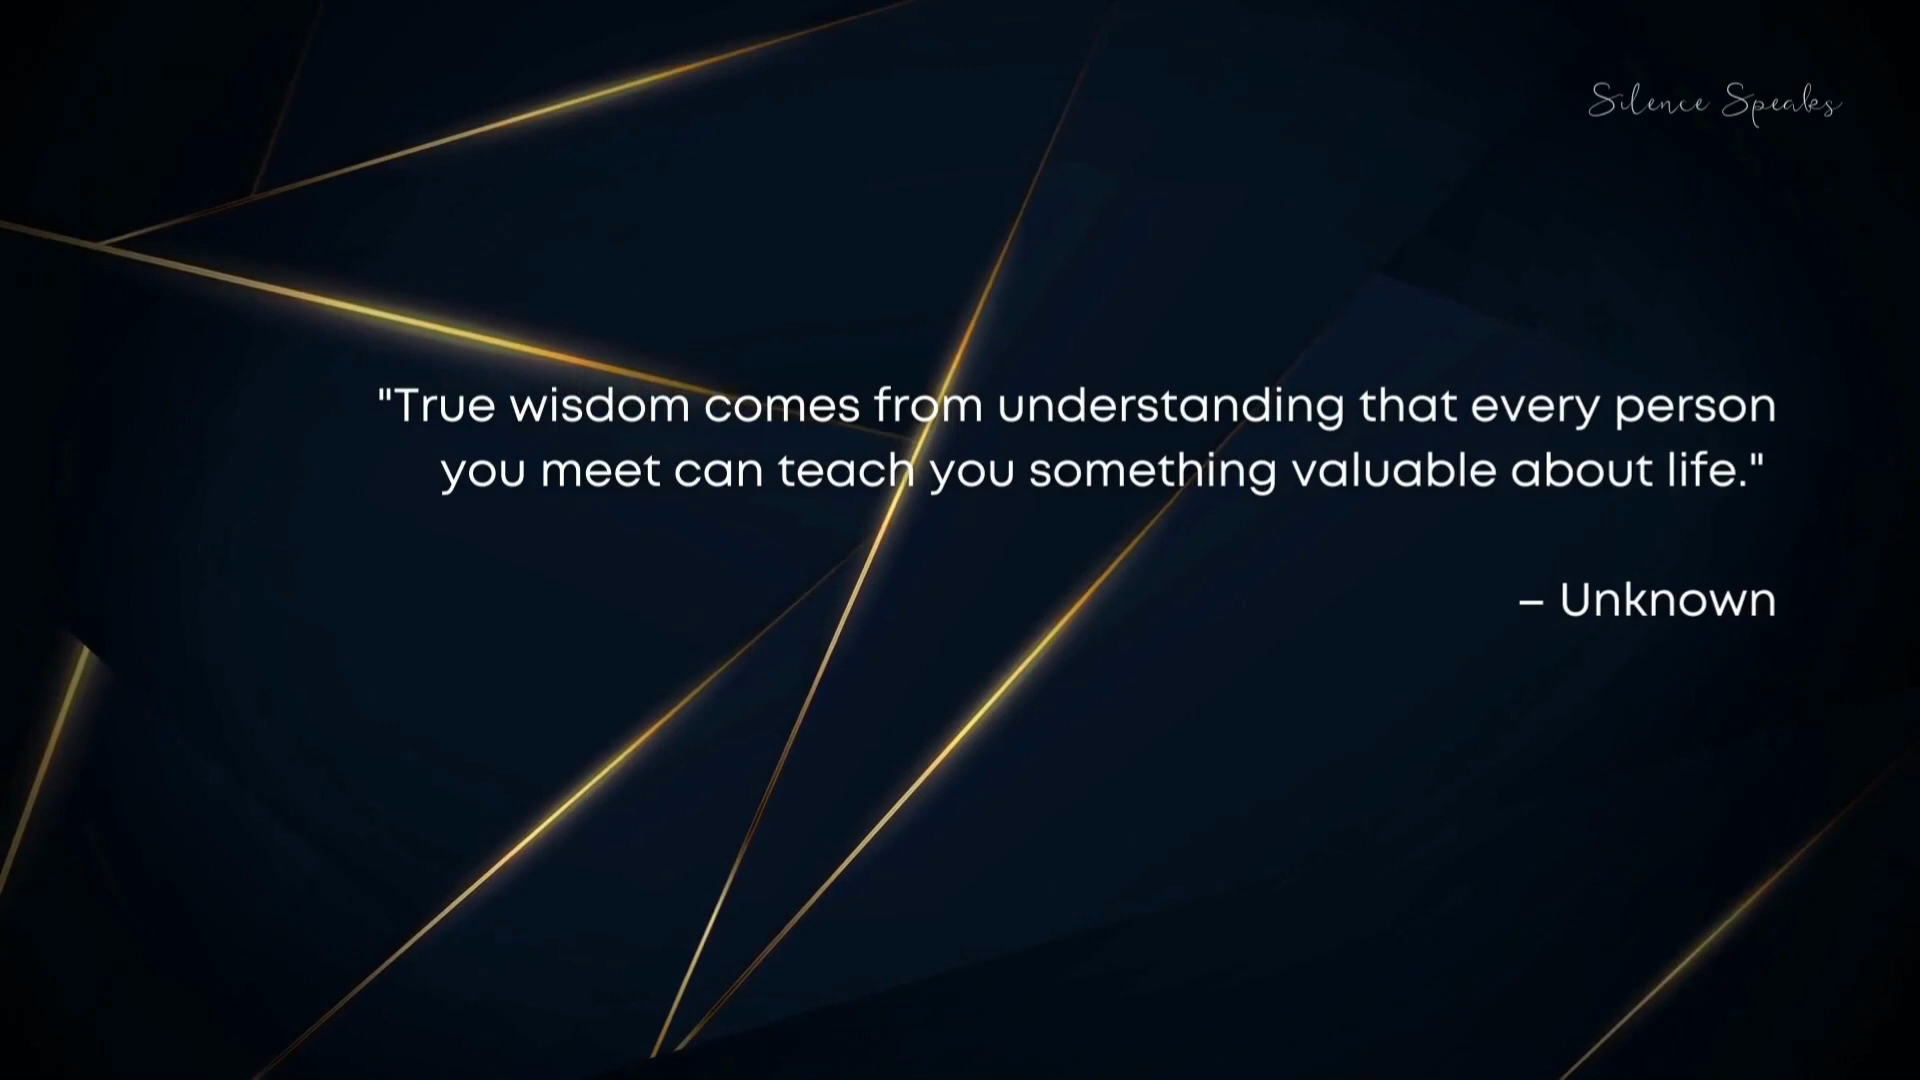 Silence Speaks
"True wisdom comes from understanding that every person
you meet can teach you something valuable about life."
– Unknown